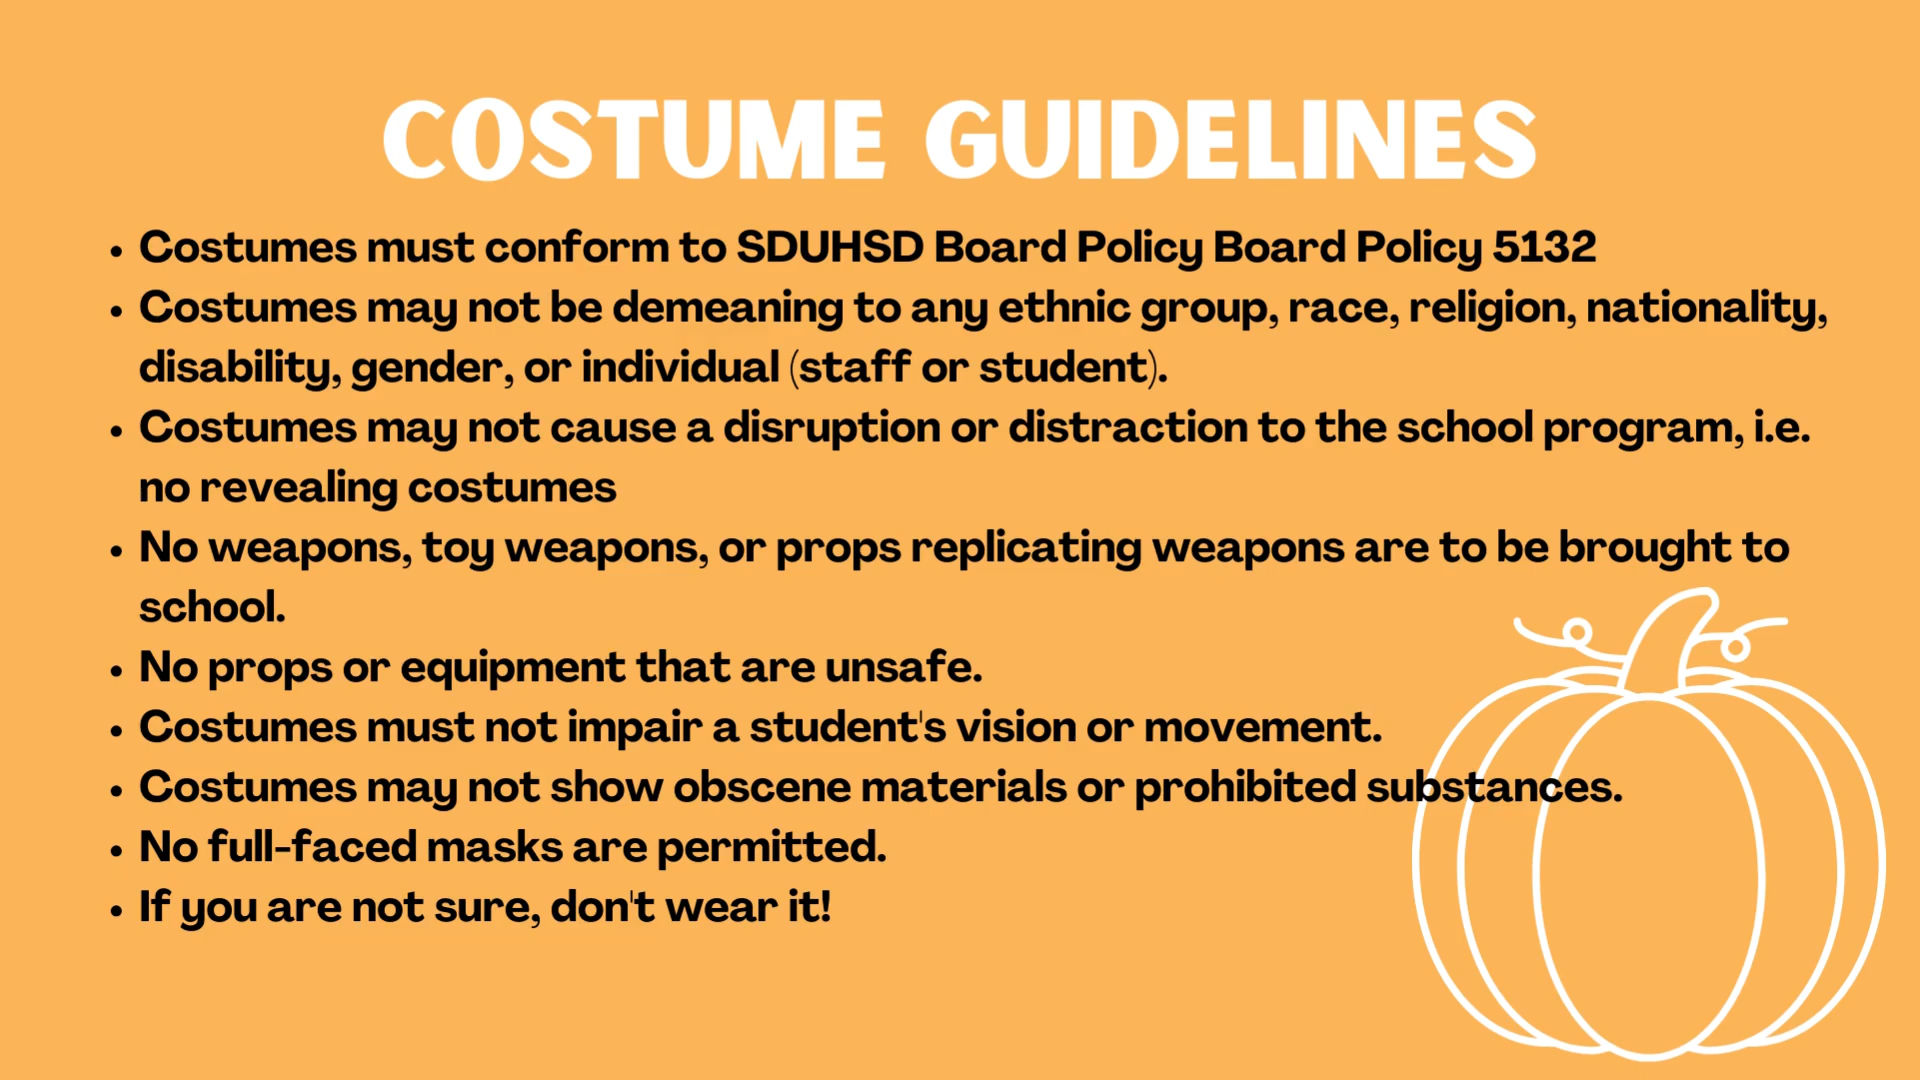 COSTUME GUIDELINES
• Costumes must conform to SDUHSD Board Policy Board Policy 5132
• Costumes may not be demeaning to any ethnic group, race, religion, nationality,
disability, gender, or individual (staff or student).
• Costumes may not cause a disruption or distraction to the school program, i.e.
no revealing costumes
• No weapons, toy weapons, or props replicating weapons are to be brought to
school.
• No props or equipment that are unsafe.
• Costumes must not impair a student's vision or movement.
• Costumes may not show obscene materials or prohibited substances.
• No full-faced masks are permitted.
• If you are not sure, don't wear it!